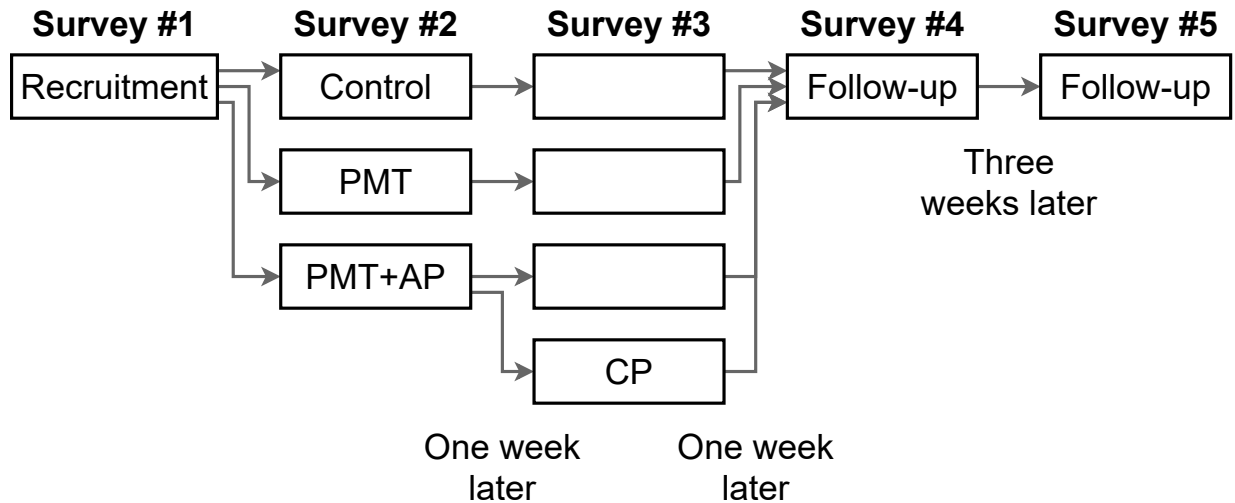 Survey #1 Survey #2 Survey #3 Survey #4 Survey #5
Recruitment Control Follow-up Follow-up
PMT
Three
weeks later
PMT+AP
CP
One week One week
later later